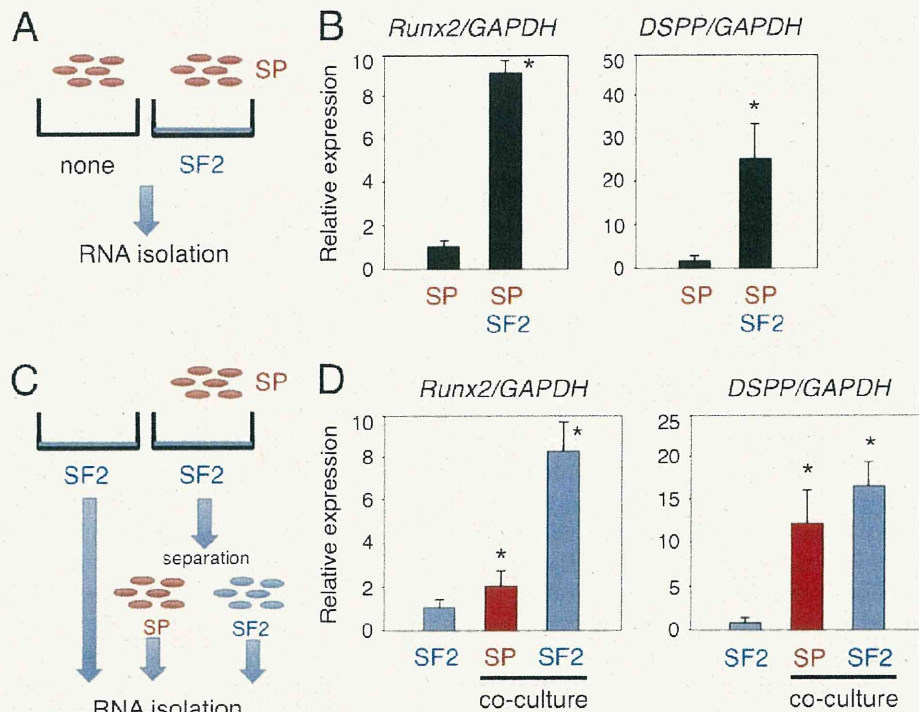 A
SP
none
SF2
RNA isolation
B
Runx2/GAPDH
Relative expression
10
8
6
4
2
0
*
SP
SP
SF2
DSPP/GAPDH
50
40
30
20
10
0
*
SP
SP
SF2
C
SP
SF2
SF2
separation
SP
SF2
RNA isolation
D
Runx2/GAPDH
Relative expression
10
8
6
4
2
0
*
*
SF2
SP
SF2
co-culture
DSPP/GAPDH
25
20
15
10
5
0
*
*
SF2
SP
SF2
co-culture